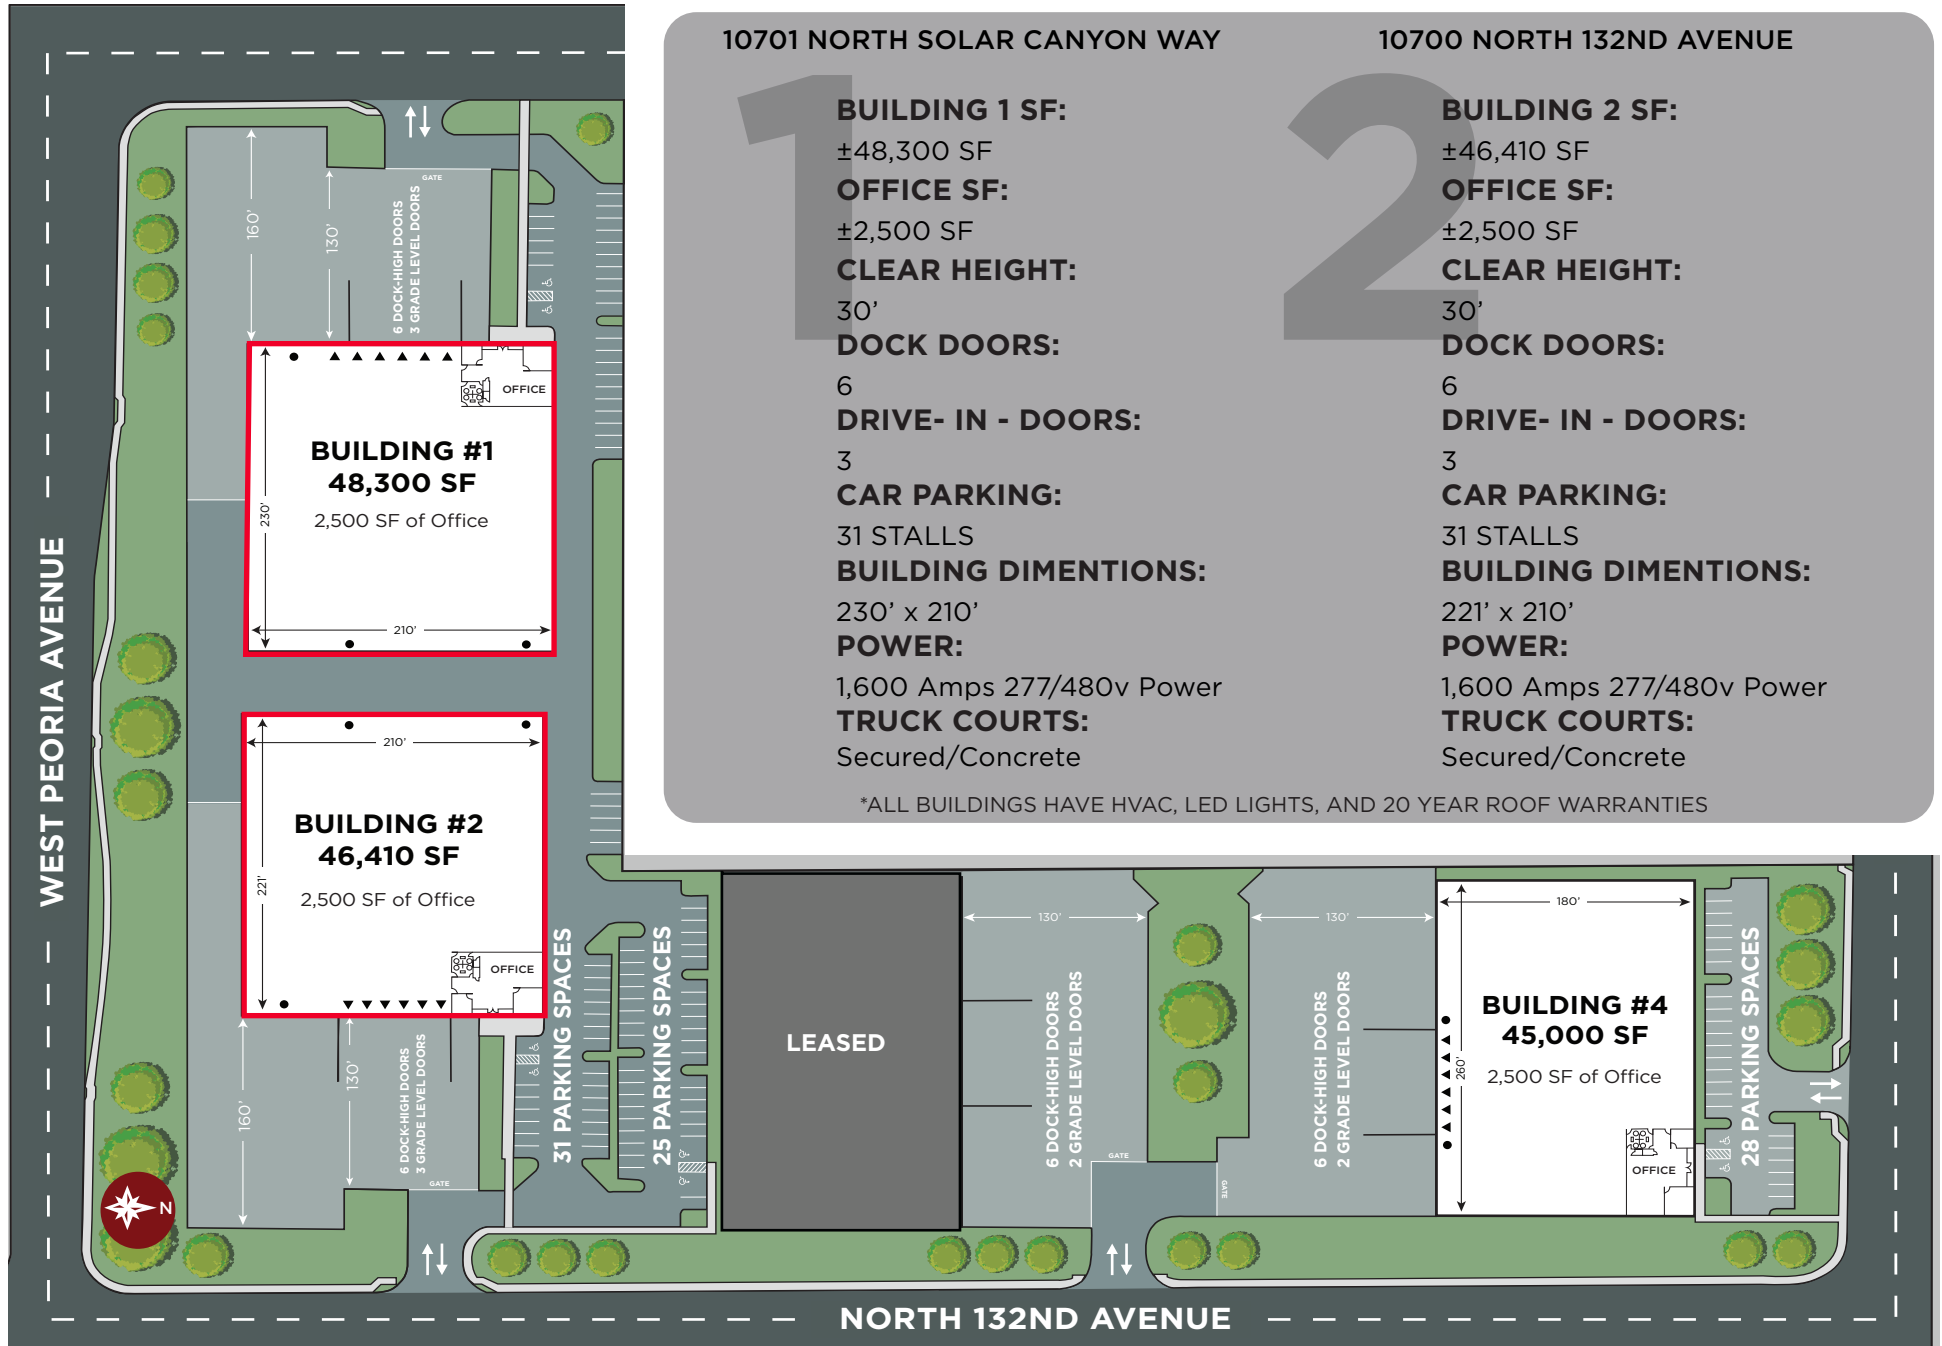 10701 NORTH SOLAR CANYON WAY
1
BUILDING 1 SF:
±48,300 SF
OFFICE SF:
±2,500 SF
CLEAR HEIGHT:
30’
DOCK DOORS:
6
DRIVE- IN - DOORS:
3
CAR PARKING:
31 STALLS
BUILDING DIMENTIONS:
230’ x 210’
POWER:
1,600 Amps 277/480v Power
TRUCK COURTS:
Secured/Concrete
10700 NORTH 132ND AVENUE
2
BUILDING 2 SF:
±46,410 SF
OFFICE SF:
±2,500 SF
CLEAR HEIGHT:
30’
DOCK DOORS:
6
DRIVE- IN - DOORS:
3
CAR PARKING:
31 STALLS
BUILDING DIMENTIONS:
221’ x 210’
POWER:
1,600 Amps 277/480v Power
TRUCK COURTS:
Secured/Concrete
*ALL BUILDINGS HAVE HVAC, LED LIGHTS, AND 20 YEAR ROOF WARRANTIES
WEST PEORIA AVENUE
160’
130’
GATE
6 DOCK-HIGH DOORS
3 GRADE LEVEL DOORS
OFFICE
BUILDING #1
48,300 SF
2,500 SF of Office
230’
210’
210’
BUILDING #2
46,410 SF
2,500 SF of Office
221’
OFFICE
160’
130’
6 DOCK-HIGH DOORS
3 GRADE LEVEL DOORS
GATE
31 PARKING SPACES
25 PARKING SPACES
LEASED
130’
6 DOCK-HIGH DOORS
2 GRADE LEVEL DOORS
GATE
130’
6 DOCK-HIGH DOORS
2 GRADE LEVEL DOORS
GATE
180’
260’
BUILDING #4
45,000 SF
2,500 SF of Office
OFFICE
28 PARKING SPACES
N
NORTH 132ND AVENUE